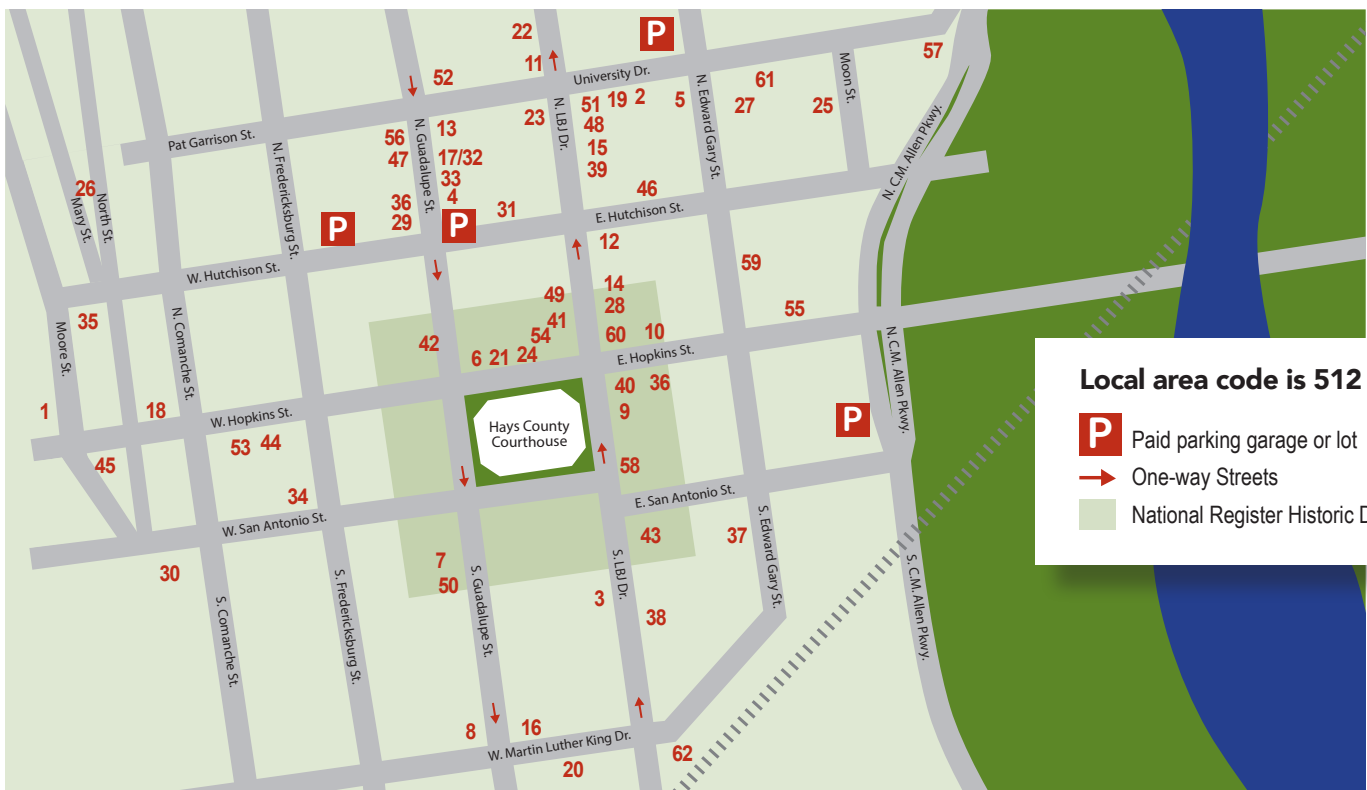 22
P
11
52
University Dr.
57
61
Moon St.
51
19
2
5
27
25
N. Edward Gary St.
N. LBJ Dr.
23
48
13
56
47
N. Guadalupe St.
17/32
15
39
33
4
Pat Garrison St.
N. Fredericksburg St.
N. C.M. Allen Pkwy.
26
North St.
Mary St.
46
36
29
31
P
P
E. Hutchison St.
12
W. Hutchison St.
59
14
28
49
55
35
N. Comanche St.
Moore St.
41
54
60
10
42
6
21
24
E. Hopkins St.
N. C.M. Allen Pkwy.
40
36
9
1
18
W. Hopkins St.
53
44
Hays County
Courthouse
P
45
58
34
E. San Antonio St.
W. San Antonio St.
43
37
S. Edward Gary St.
30
7
50
S. Guadalupe St.
S. LBJ Dr.
3
38
S. Comanche St.
S. Fredericksburg St.
S. C.M. Allen Pkwy.
8
16
W. Martin Luther King Dr.
20
62
Local area code is 512
P Paid parking garage or lot
One-way Streets
National Register Historic